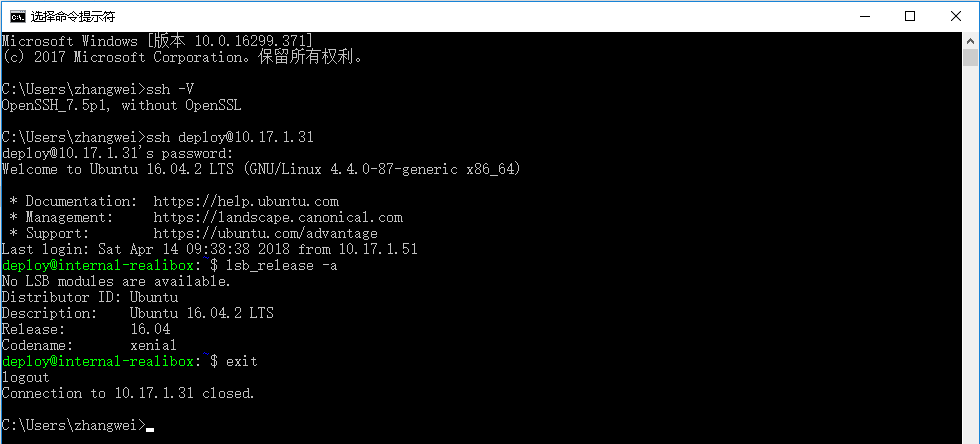 选择命令提示符
Microsoft Windows [版本 10.0.16299.371]
(c) 2017 Microsoft Corporation。保留所有权利。
C:\Users\zhangwei>ssh -V
OpenSSH_7.5p1, without OpenSSL
C:\Users\zhangwei>ssh deploy@10.17.1.31
deploy@10.17.1.31's password:
Welcome to Ubuntu 16.04.2 LTS (GNU/Linux 4.4.0-87-generic x86_64)
* Documentation:  https://help.ubuntu.com
* Management:     https://landscape.canonical.com
* Support:        https://ubuntu.com/advantage
Last login: Sat Apr 14 09:38:38 2018 from 10.17.1.51
deploy@internal-realibox:~$ lsb_release -a
No LSB modules are available.
Distributor ID: Ubuntu
Description:    Ubuntu 16.04.2 LTS
Release:        16.04
Codename:       xenial
deploy@internal-realibox:~$ exit
logout
Connection to 10.17.1.31 closed.
C:\Users\zhangwei>